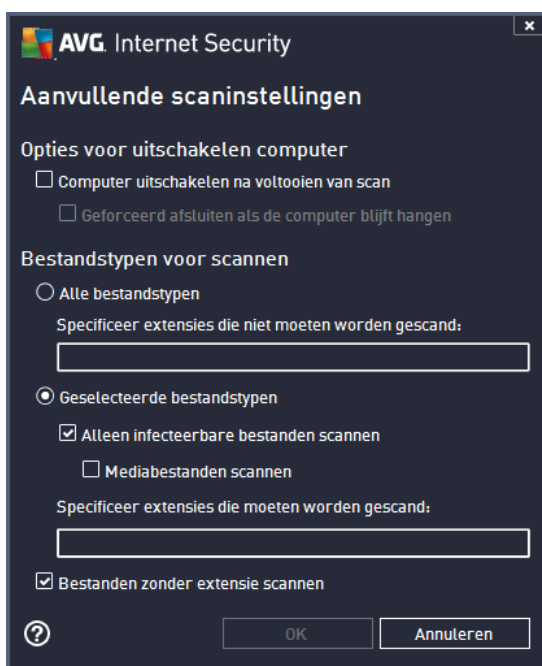 AVG. Internet Security
Aanvullende scaninstellingen
Opties voor uitschakelen computer
Computer uitschakelen na voltooien van scan
Geforceerd afsluiten als de computer blijft hangen
Bestandstypen voor scannen
Alle bestandstypen
Specificeer extensies die niet moeten worden gescand:
Geselecteerde bestandstypen
Alleen infecteerbare bestanden scannen
Mediabestanden scannen
Specificeer extensies die moeten worden gescand:
Bestanden zonder extensie scannen
OK
Annuleren